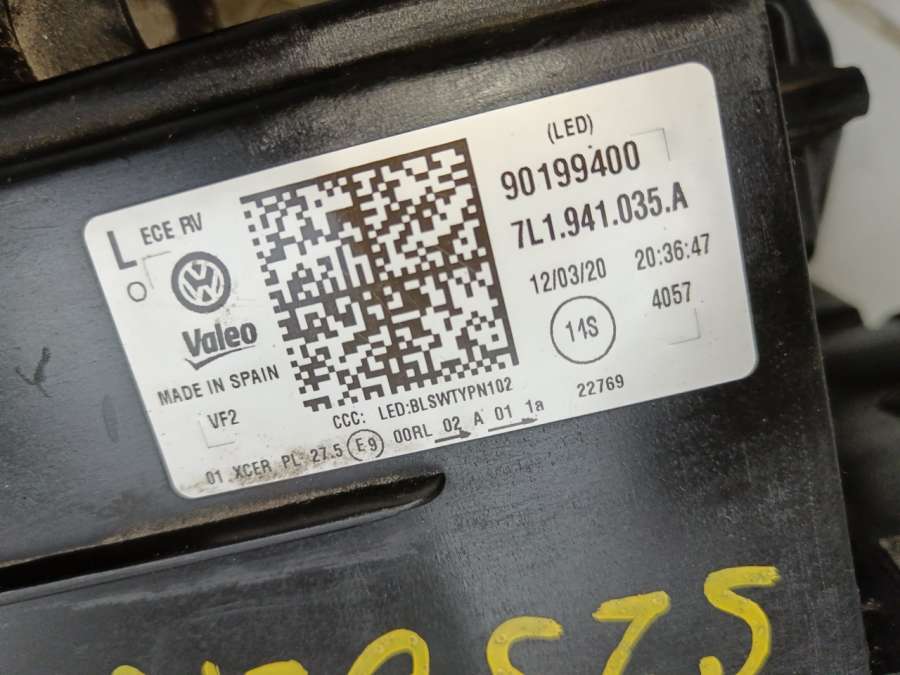 (LED)
90199400
7L1.941.035.A
12/03/20 20:36:47
4057
14S
22769
L ECE RV
Valeo
MADE IN SPAIN
VF2
CCC: LED:BLSWTYPN102
01 XCER PL 27.5 E9 00RL 02 A 01 1a